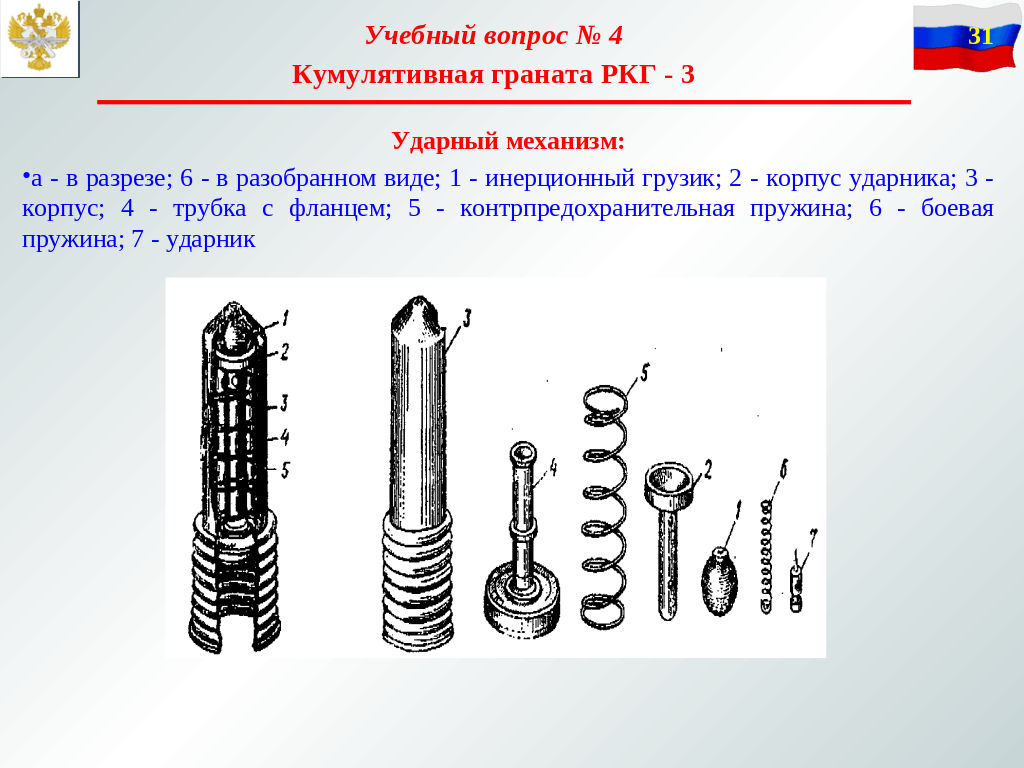 Учебный вопрос № 4
31
Кумулятивная граната РКГ - 3
Ударный механизм:
•а - в разрезе; 6 - в разобранном виде; 1 - инерционный грузик; 2 - корпус ударника; 3 -
корпус; 4 - трубка с фланцем; 5 - контрпредохранительная пружина; 6 - боевая
пружина; 7 - ударник
1
2
3
4
5
3
4
5
2
1
6
7